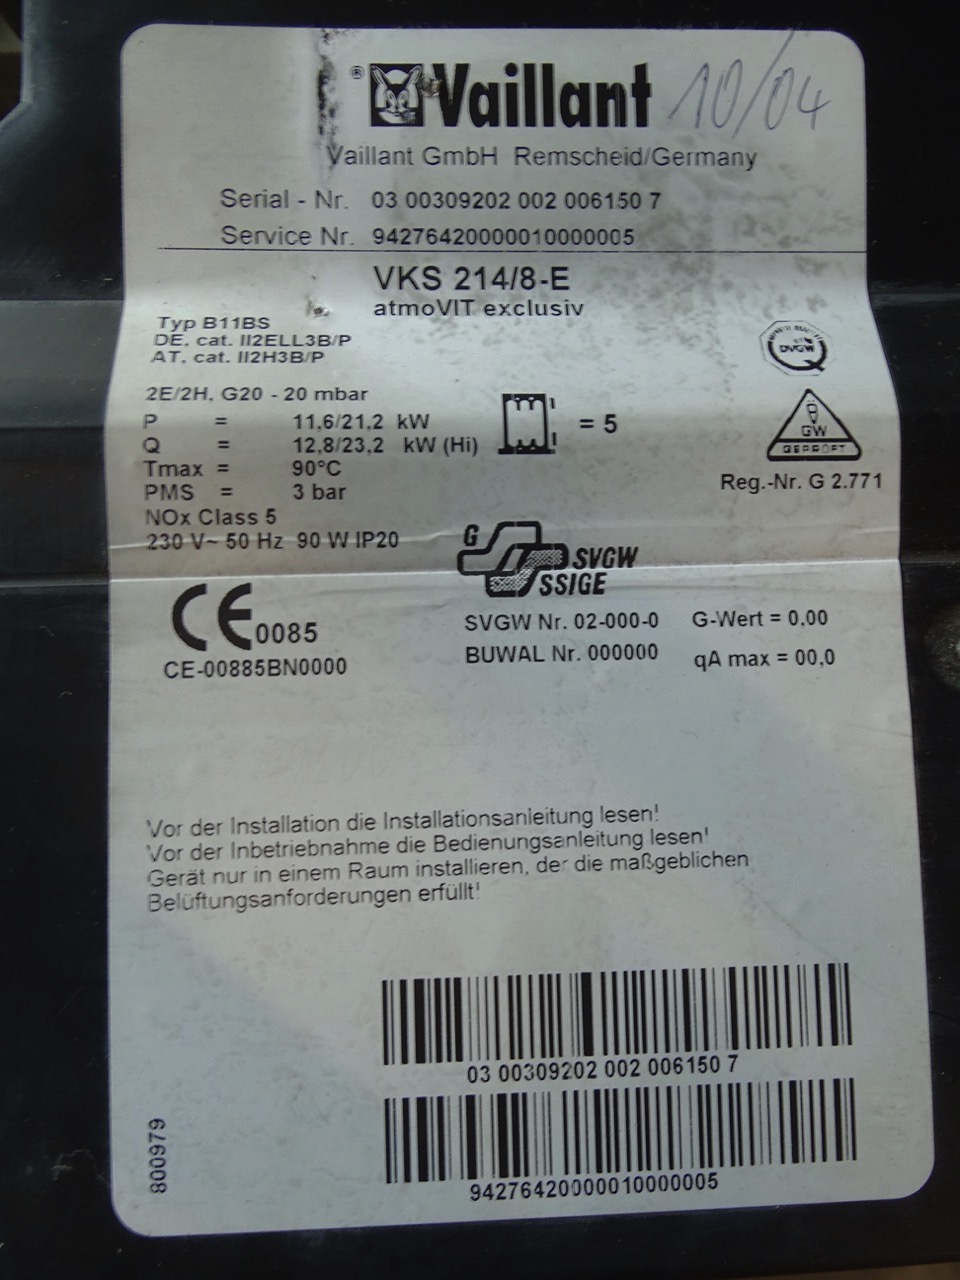 ® Vaillant 10/04
Vaillant GmbH Remscheid/Germany
Serial - Nr. 03 00309202 002 006150 7
Service Nr. 94276420000010000005
VKS 214/8-E
atmoVIT exclusiv
Typ B11BS
DE. cat. II2ELL3B/P
AT. cat. II2H3B/P
DVGW
2E/2H, G20 - 20 mbar
P = 11,6/21,2 kW
Q = 12,8/23,2 kW (Hi)
Tmax = 90°C
PMS = 3 bar
NOx Class 5
230 V~ 50 Hz 90 W IP20
= 5
GW
GEPRÜFT
Reg.-Nr. G 2.771
G SVGW
SSIGE
CE 0085
CE-00885BN0000
SVGW Nr. 02-000-0 G-Wert = 0.00
BUWAL Nr. 000000 qA max = 00,0
Vor der Installation die Installationsanleitung lesen!
Vor der Inbetriebnahme die Bedienungsanleitung lesen!
Gerät nur in einem Raum installieren, der die maßgeblichen
Belüftungsanforderungen erfüllt!
03 00309202 002 006150 7
94276420000010000005
800979